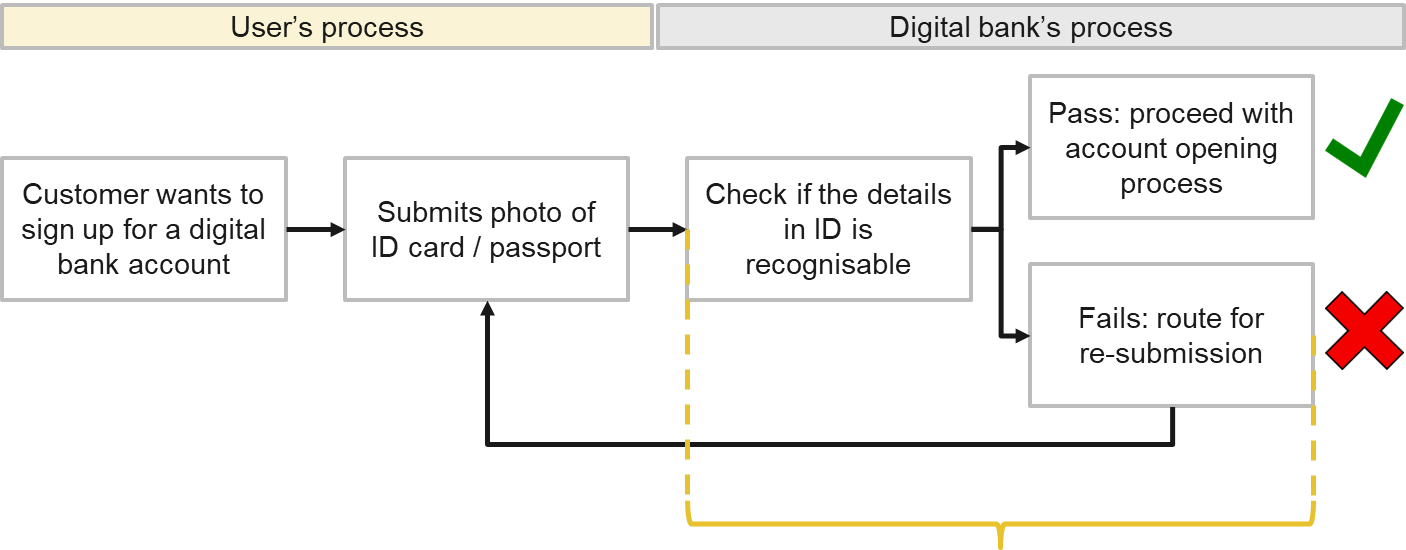 User’s process
Digital bank’s process
Customer wants to
sign up for a digital
bank account
Submits photo of
ID card / passport
Check if the details
in ID is
recognisable
Pass: proceed with
account opening
process
Fails: route for
re-submission